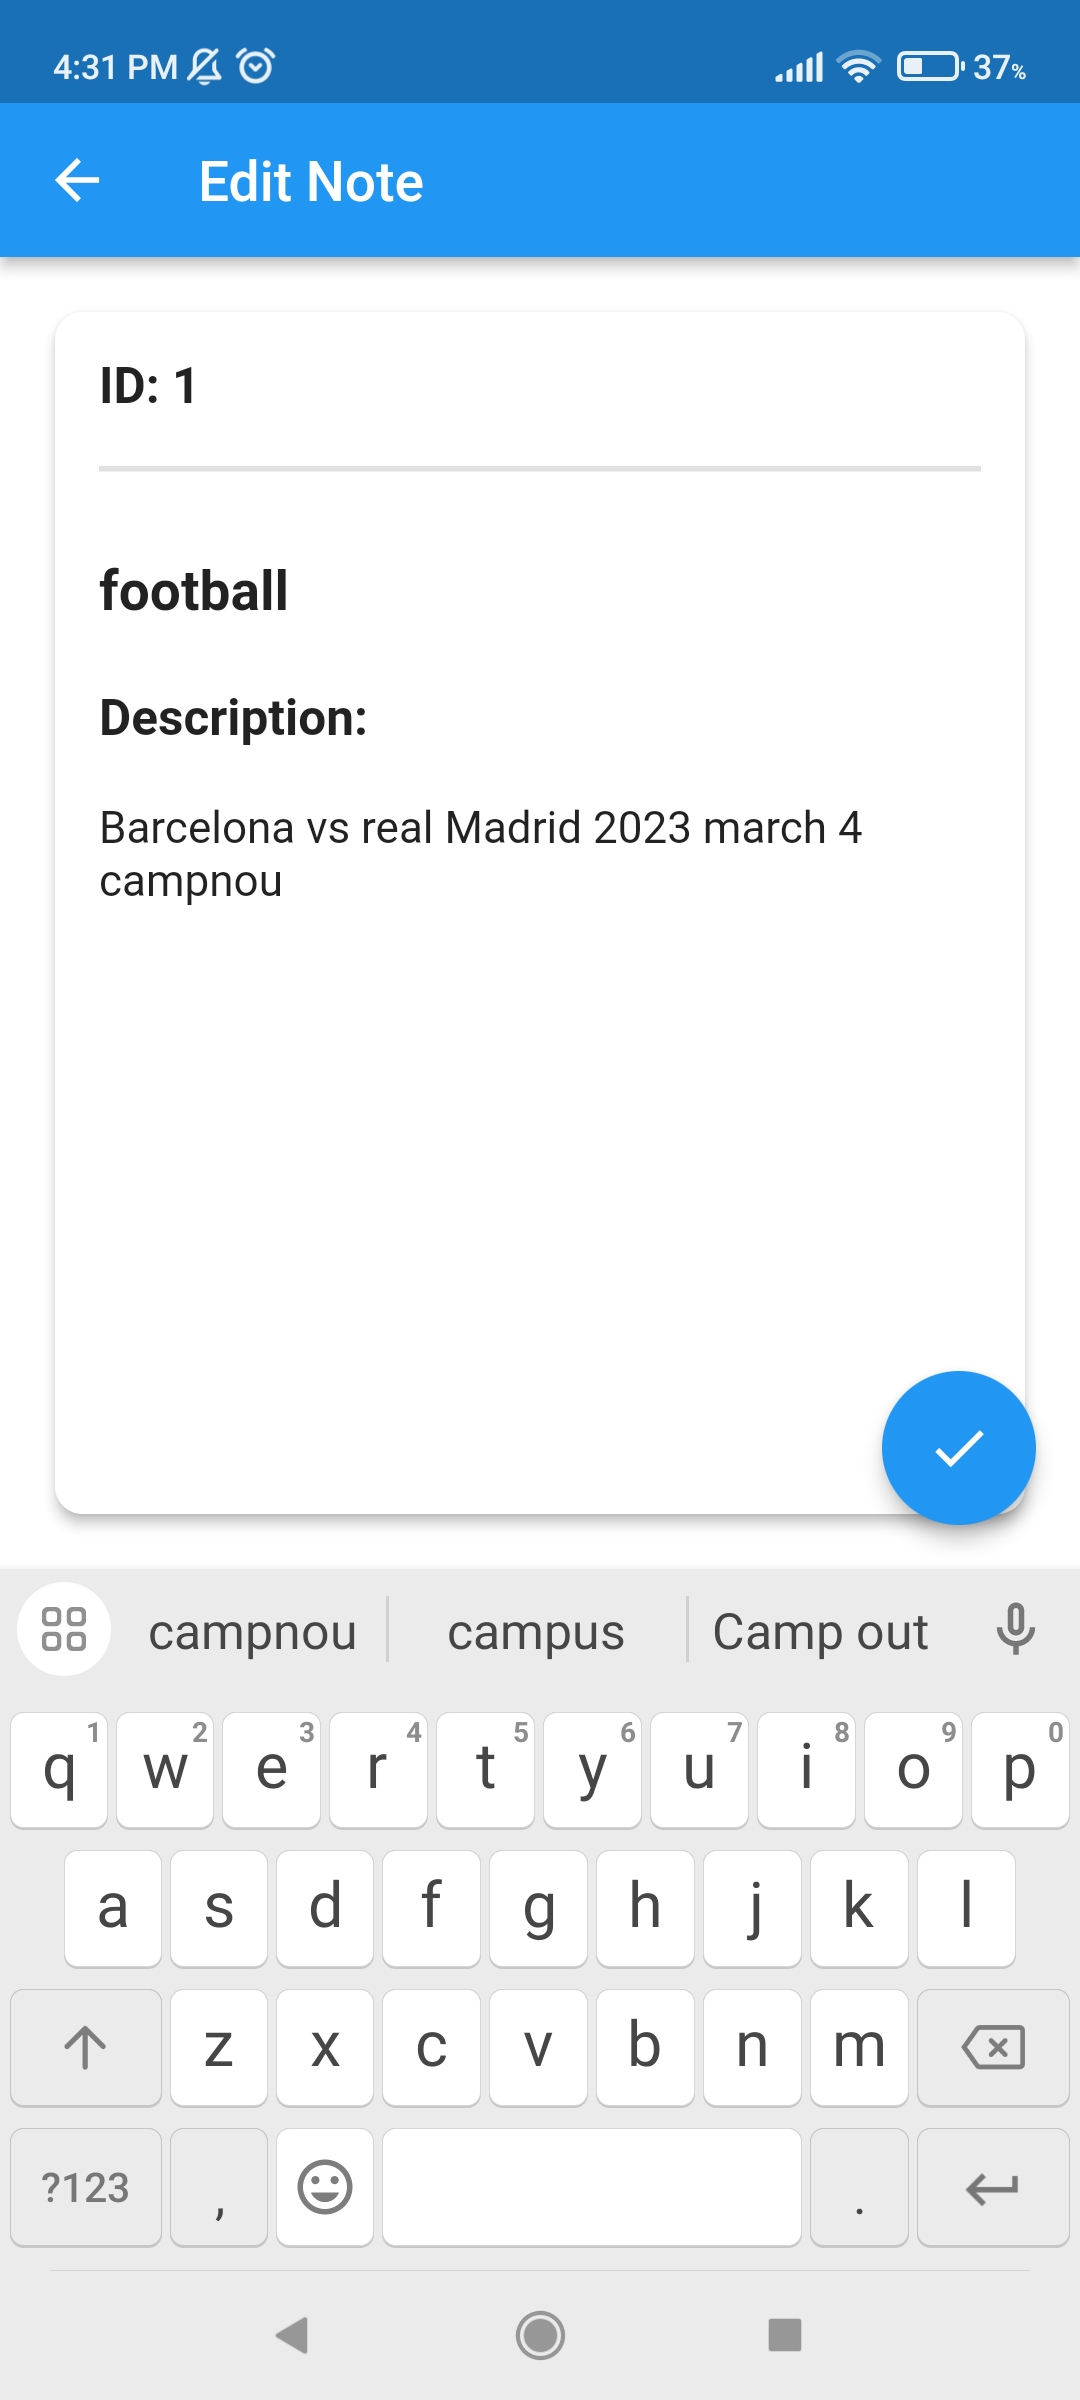 4:31 PM 37%
Edit Note
ID: 1
football
Description:
Barcelona vs real Madrid 2023 march 4
campnou
campnou campus Camp out
1 2 3 4 5 6 7 8 9 0
q w e r t y u i o p
a s d f g h j k l
z x c v b n m
?123 , .